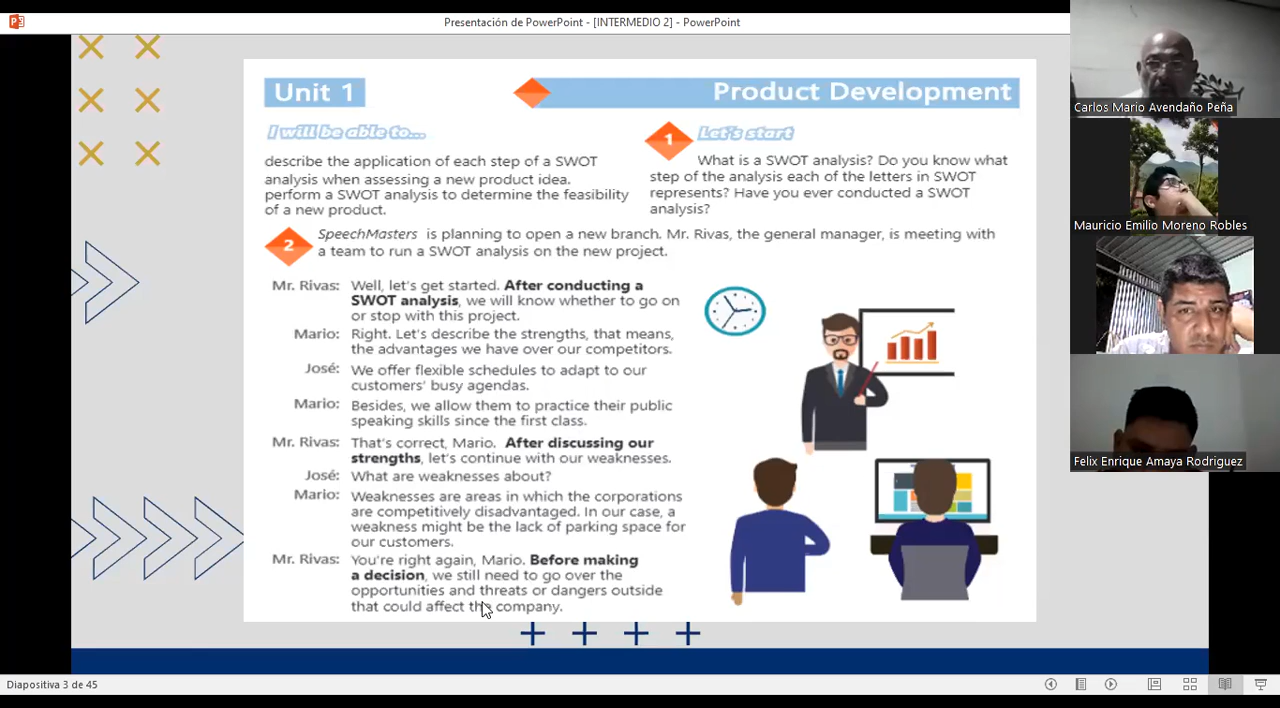 Presentación de PowerPoint - [INTERMEDIO 2] - PowerPoint
Unit 1
Product Development
I will be able to...
describe the application of each step of a SWOT
analysis when assessing a new product idea.
perform a SWOT analysis to determine the feasibility
of a new product.
1
Let's start
What is a SWOT analysis? Do you know what
step of the analysis each of the letters in SWOT
represents? Have you ever conducted a SWOT
analysis?
2
SpeechMasters is planning to open a new branch. Mr. Rivas, the general manager, is meeting with
a team to run a SWOT analysis on the new project.
Mr. Rivas: Well, let's get started. After conducting a
SWOT analysis, we will know whether to go on
or stop with this project.
Mario: Right. Let's describe the strengths, that means,
the advantages we have over our competitors.
José: We offer flexible schedules to adapt to our
customers' busy agendas.
Mario: Besides, we allow them to practice their public
speaking skills since the first class.
Mr. Rivas: That's correct, Mario. After discussing our
strengths, let's continue with our weaknesses.
José: What are weaknesses about?
Mario: Weaknesses are areas in which the corporations
are competitively disadvantaged. In our case, a
weakness might be the lack of parking space for
our customers.
Mr. Rivas: You're right again, Mario. Before making
a decision, we still need to go over the
opportunities and threats or dangers outside
that could affect the company.
Carlos Mario Avendaño Peña
Mauricio Emilio Moreno Robles
Felix Enrique Amaya Rodriguez
Diapositiva 3 de 45